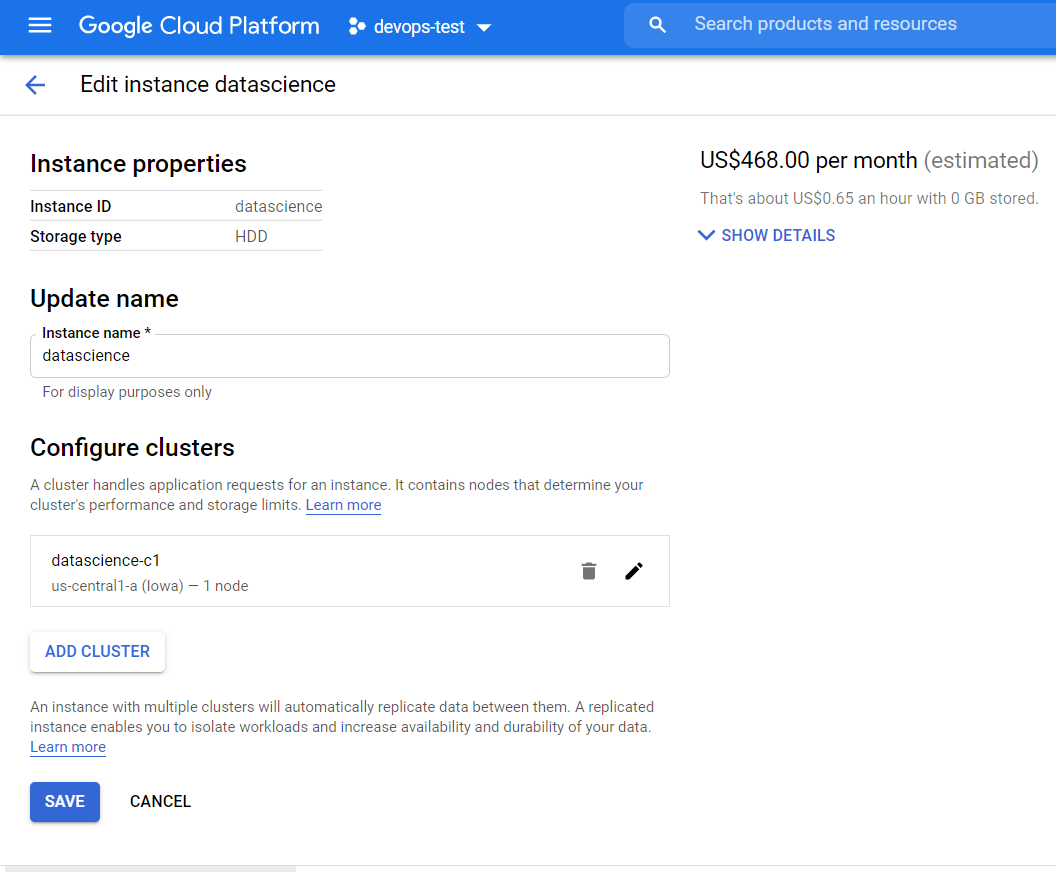 Google Cloud Platform devops-test Search products and resources
Edit instance datascience
Instance properties
Instance ID datascience
Storage type HDD
US$468.00 per month (estimated)
That's about US$0.65 an hour with 0 GB stored.
SHOW DETAILS
Update name
Instance name *
datascience
For display purposes only
Configure clusters
A cluster handles application requests for an instance. It contains nodes that determine your
cluster's performance and storage limits. Learn more
datascience-c1
us-central1-a (Iowa) — 1 node
ADD CLUSTER
An instance with multiple clusters will automatically replicate data between them. A replicated
instance enables you to isolate workloads and increase availability and durability of your data.
Learn more
SAVE CANCEL